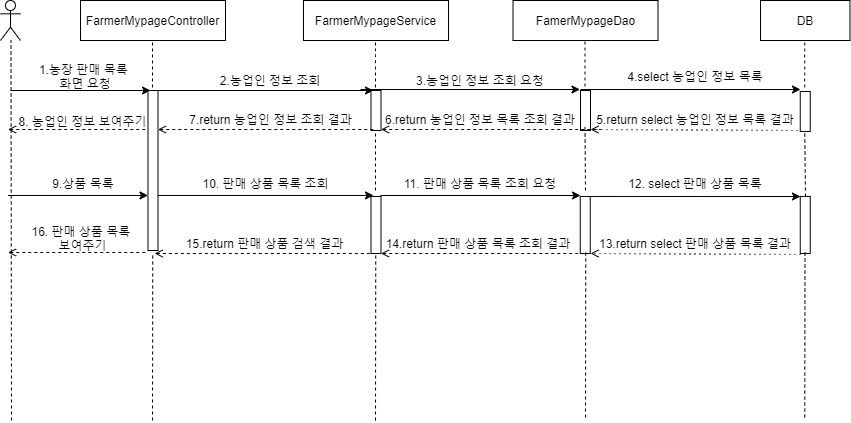 FarmerMypageController
FarmerMypageService
FamerMypageDao
DB
1.농장 판매 목록
화면 요청
2.농업인 정보 조회
3.농업인 정보 조회 요청
4.select 농업인 정보 목록
8. 농업인 정보 보여주기
7.return 농업인 정보 조회 결과
6.return 농업인 정보 목록 조회 결과
5.return select 농업인 정보 목록 결과
9.상품 목록
10. 판매 상품 목록 조회
11. 판매 상품 목록 조회 요청
12. select 판매 상품 목록
16. 판매 상품 목록
보여주기
15.return 판매 상품 검색 결과
14.return 판매 상품 목록 조회 결과
13.return select 판매 상품 목록 결과